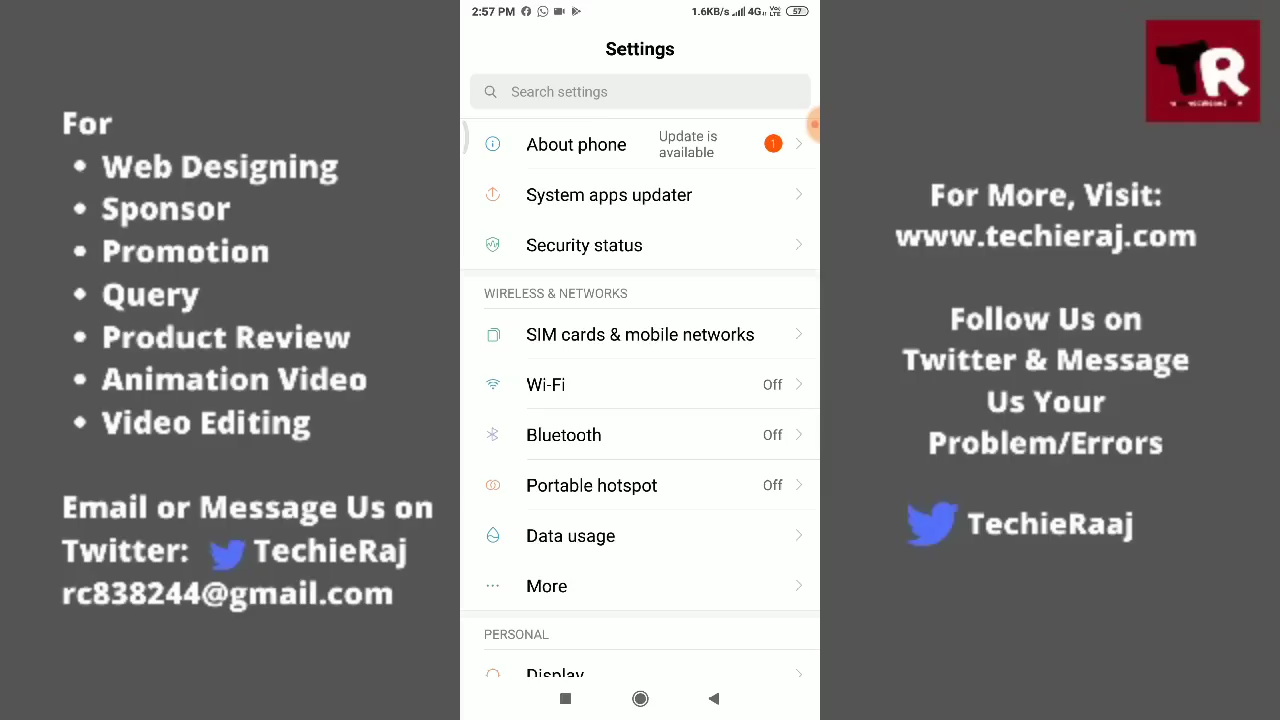 For
• Web Designing
• Sponsor
• Promotion
• Query
• Product Review
• Animation Video
• Video Editing
Email or Message Us on
Twitter: TechieRaj
rc838244@gmail.com
2:57 PM 1.6KB/s 4G Vo LTE 57
Settings
Search settings
About phone Update is available 1
System apps updater
Security status
WIRELESS & NETWORKS
SIM cards & mobile networks
Wi-Fi Off
Bluetooth Off
Portable hotspot Off
Data usage
More
PERSONAL
Display
TR
For More, Visit:
www.techieraj.com
Follow Us on
Twitter & Message
Us Your
Problem/Errors
TechieRaaj